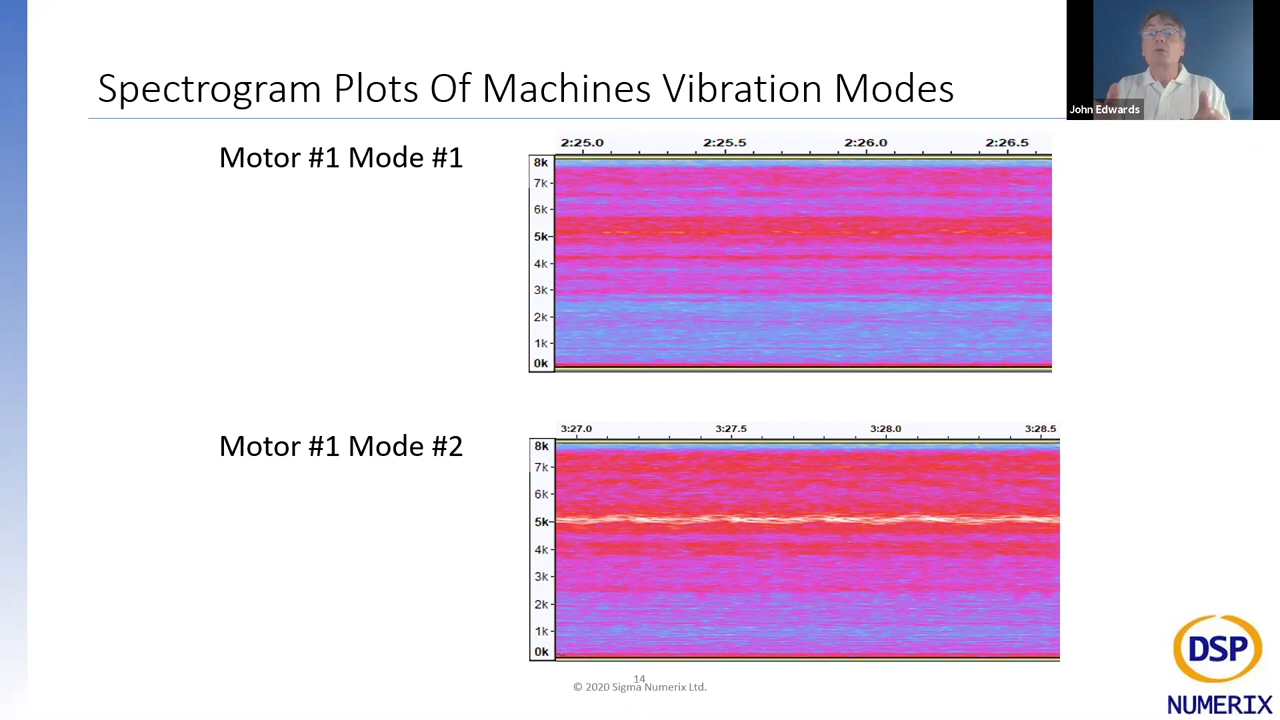 Spectrogram Plots Of Machines Vibration Modes
John Edwards
Motor #1 Mode #1
2:25.0 2:25.5 2:26.0 2:26.5
8k
7k
6k
5k
4k
3k
2k
1k
0k
Motor #1 Mode #2
3:27.0 3:27.5 3:28.0 3:28.5
8k
7k
6k
5k
4k
3k
2k
1k
0k
14
© 2020 Sigma Numerix Ltd.
DSP
NUMERIX